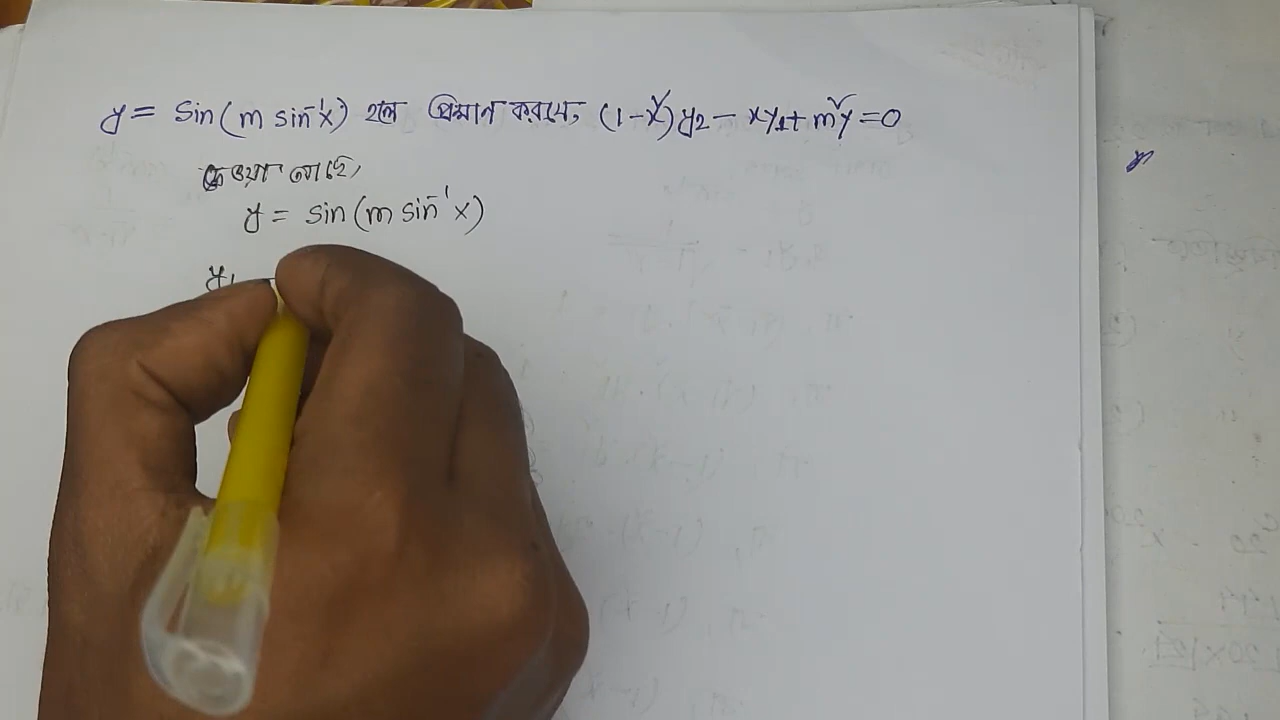 y = sin(m sin⁻¹x) হলে প্রমান কর যে, (1-x²)y₂ - xy₁ + m²y = 0
দেওয়া আছে,
y = sin(m sin⁻¹x)
y₁